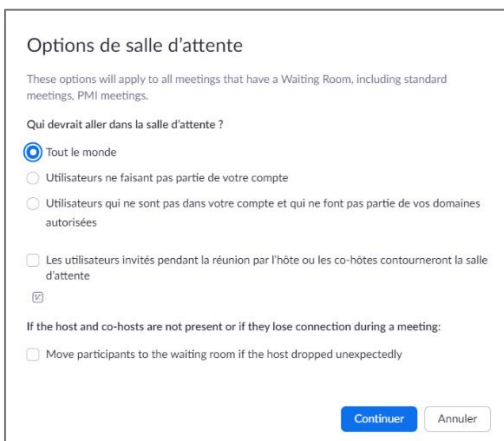 Options de salle d'attente
These options will apply to all meetings that have a Waiting Room, including standard
meetings, PMI meetings.
Qui devrait aller dans la salle d'attente ?
Tout le monde
Utilisateurs ne faisant pas partie de votre compte
Utilisateurs qui ne sont pas dans votre compte et qui ne font pas partie de vos domaines
autorisées
Les utilisateurs invités pendant la réunion par l'hôte ou les co-hôtes contourneront la salle
d'attente
If the host and co-hosts are not present or if they lose connection during a meeting:
Move participants to the waiting room if the host dropped unexpectedly
Continuer Annuler